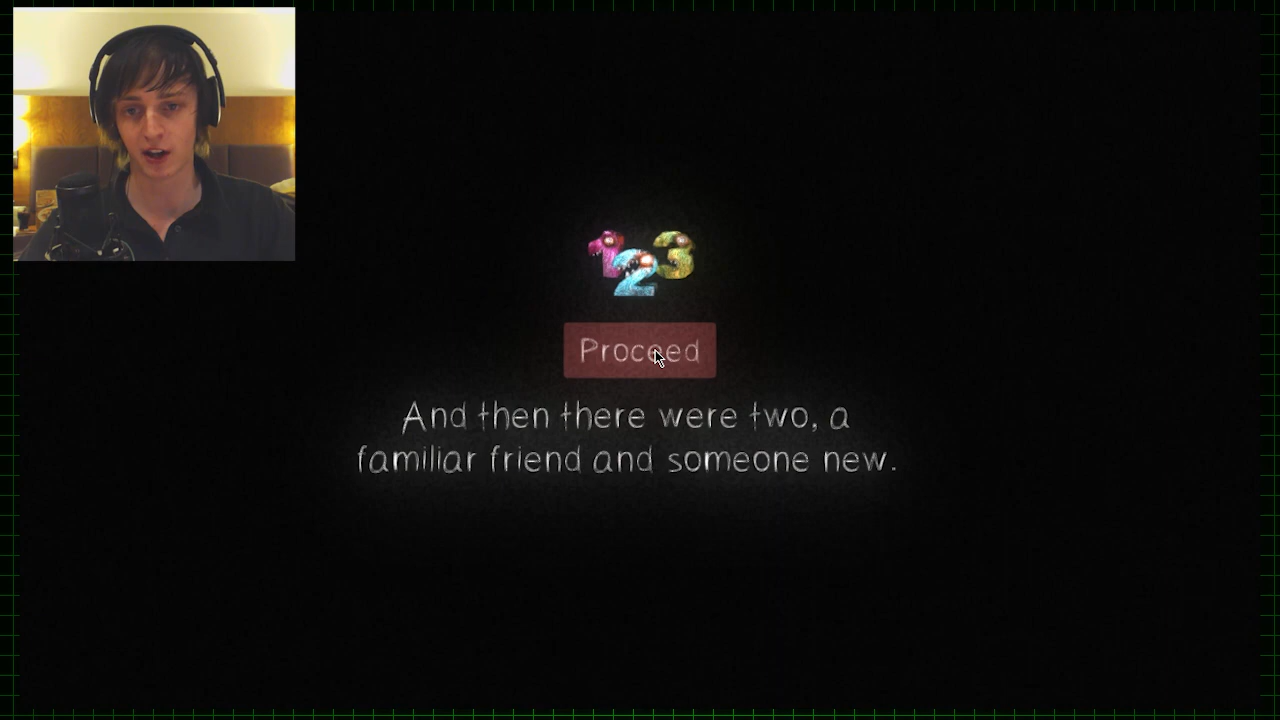 123
Proceed
And then there were two, a
familiar friend and someone new.